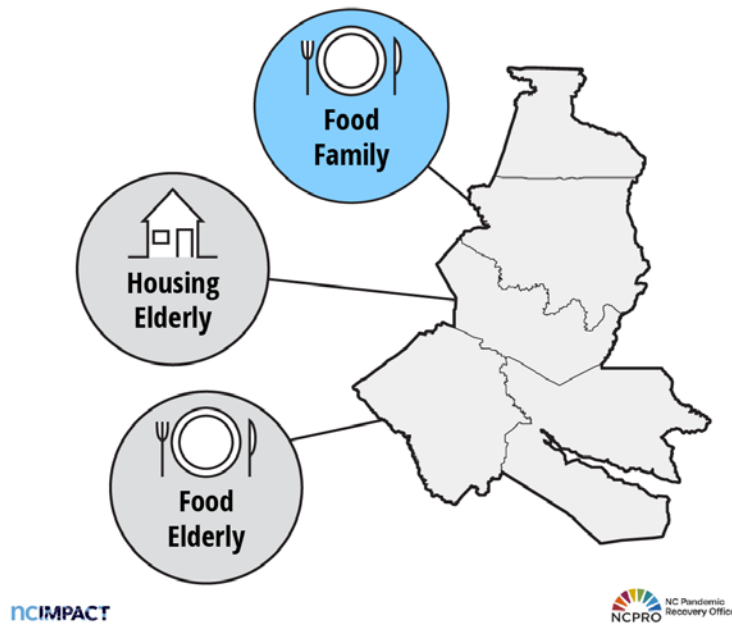 Food
Family
Housing
Elderly
Food
Elderly
ncIMPACT
NCPRO
NC Pandemic
Recovery Office